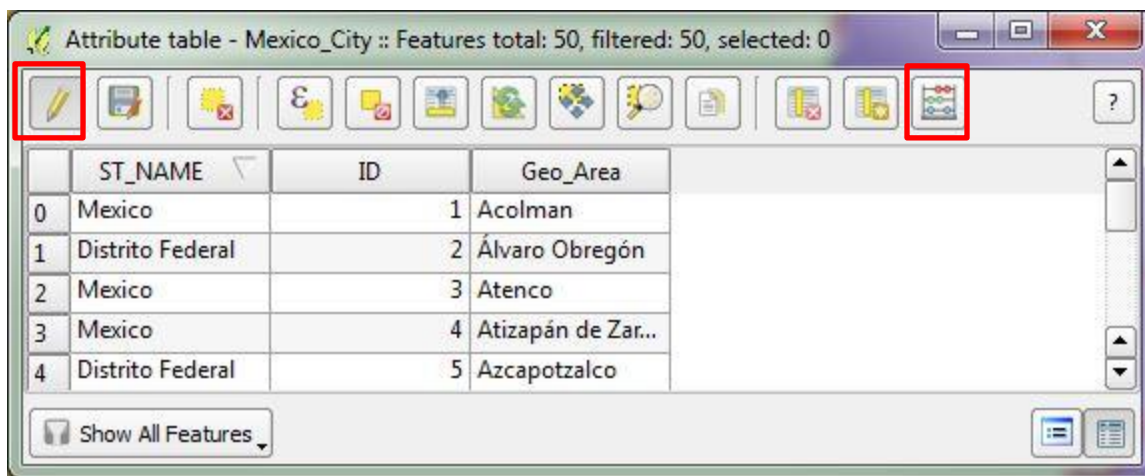 Attribute table - Mexico_City :: Features total: 50, filtered: 50, selected: 0
ε
?
ST_NAME ID Geo_Area
0 Mexico 1 Acolman
1 Distrito Federal 2 Álvaro Obregón
2 Mexico 3 Atenco
3 Mexico 4 Atizapán de Zar...
4 Distrito Federal 5 Azcapotzalco
Show All Features